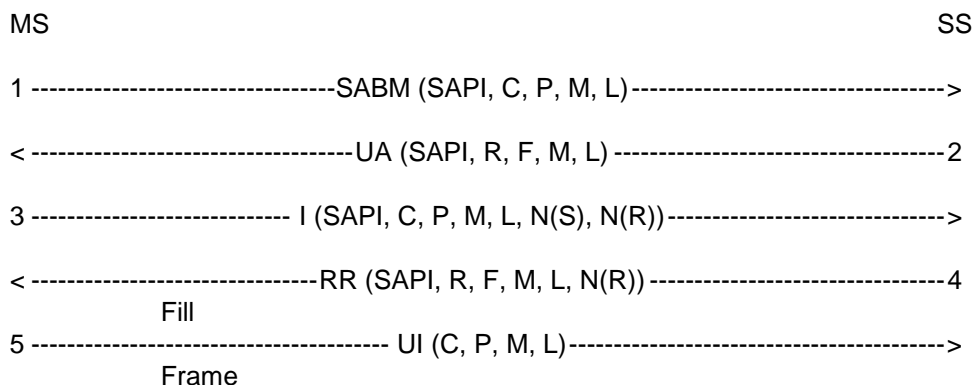 MS SS
1 ----------------------------------SABM (SAPI, C, P, M, L)-----------------------------------> 
< ------------------------------------UA (SAPI, R, F, M, L) -------------------------------------2
3 ----------------------------- I (SAPI, C, P, M, L, N(S), N(R))------------------------------->
< --------------------------------RR (SAPI, R, F, M, L, N(R)) ---------------------------------4
Fill
5 ---------------------------------------- UI (C, P, M, L)------------------------------------------>
Frame